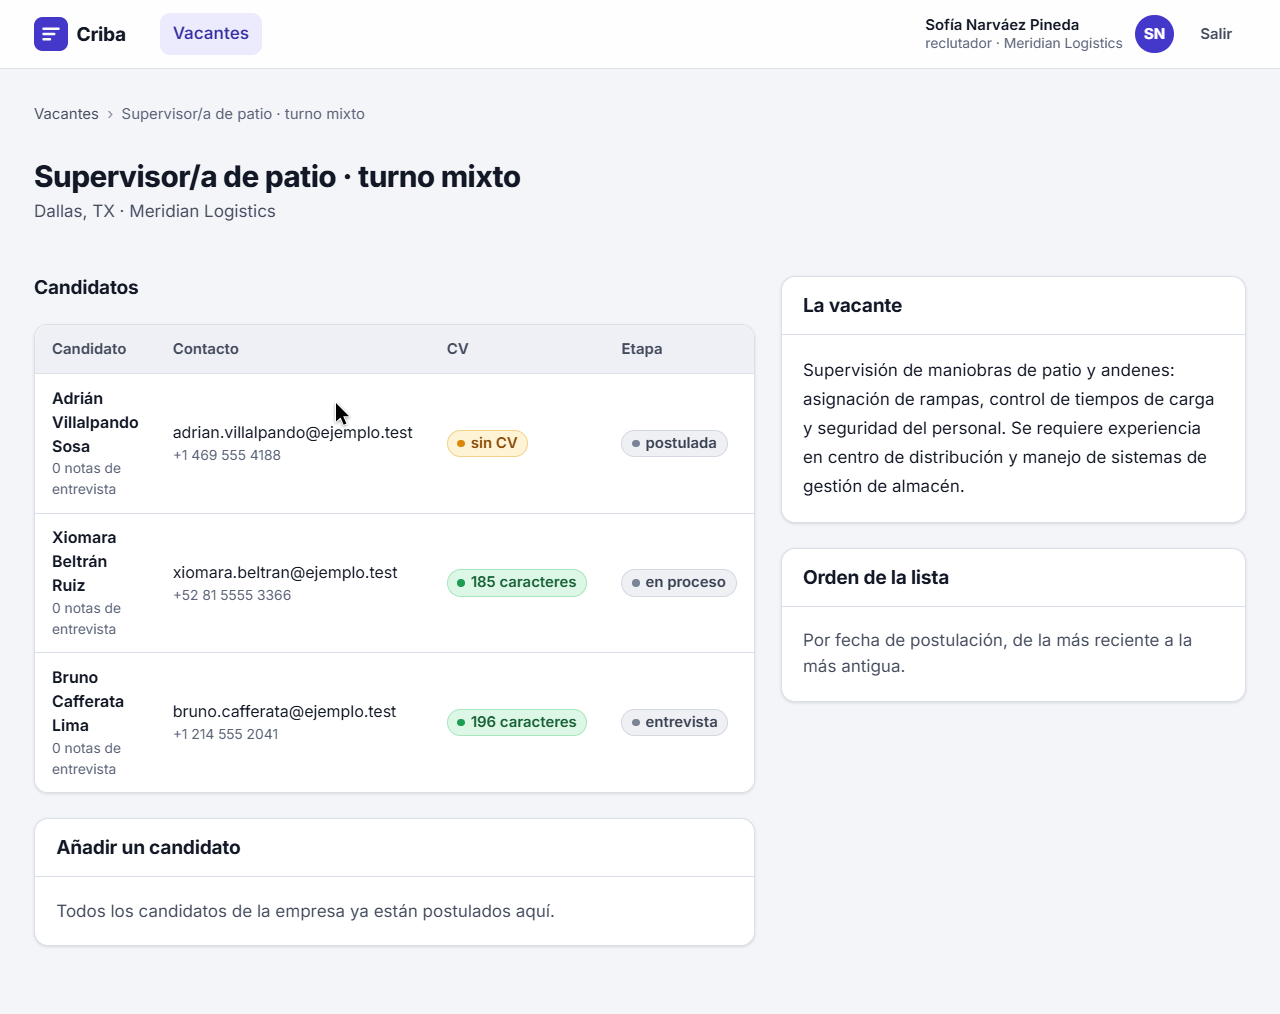 Criba
Vacantes
Sofía Narváez Pineda
reclutador · Meridian Logistics
SN
Salir
Vacantes › Supervisor/a de patio · turno mixto
Supervisor/a de patio · turno mixto
Dallas, TX · Meridian Logistics
Candidatos
Candidato Contacto CV Etapa
Adrián
Villalpando
Sosa
0 notas de
entrevista
adrian.villalpando@ejemplo.test
+1 469 555 4188
sin CV
postulada
Xiomara
Beltrán
Ruiz
0 notas de
entrevista
xiomara.beltran@ejemplo.test
+52 81 5555 3366
185 caracteres
en proceso
Bruno
Cafferata
Lima
0 notas de
entrevista
bruno.cafferata@ejemplo.test
+1 214 555 2041
196 caracteres
entrevista
Añadir un candidato
Todos los candidatos de la empresa ya están postulados aquí.
La vacante
Supervisión de maniobras de patio y andenes:
asignación de rampas, control de tiempos de carga
y seguridad del personal. Se requiere experiencia
en centro de distribución y manejo de sistemas de
gestión de almacén.
Orden de la lista
Por fecha de postulación, de la más reciente a la
más antigua.